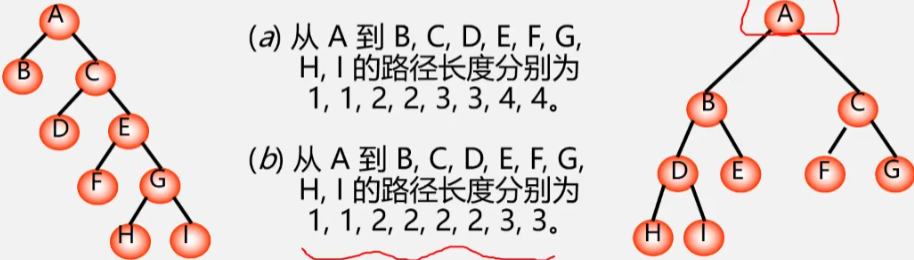 A
B
C
D
E
F
G
H
I
(a) 从 A 到 B, C, D, E, F, G,
H, I 的路径长度分别为
1, 1, 2, 2, 3, 3, 4, 4。
(b) 从 A 到 B, C, D, E, F, G,
H, I 的路径长度分别为
1, 1, 2, 2, 2, 2, 3, 3。
A
B
C
D
E
F
G
H
I